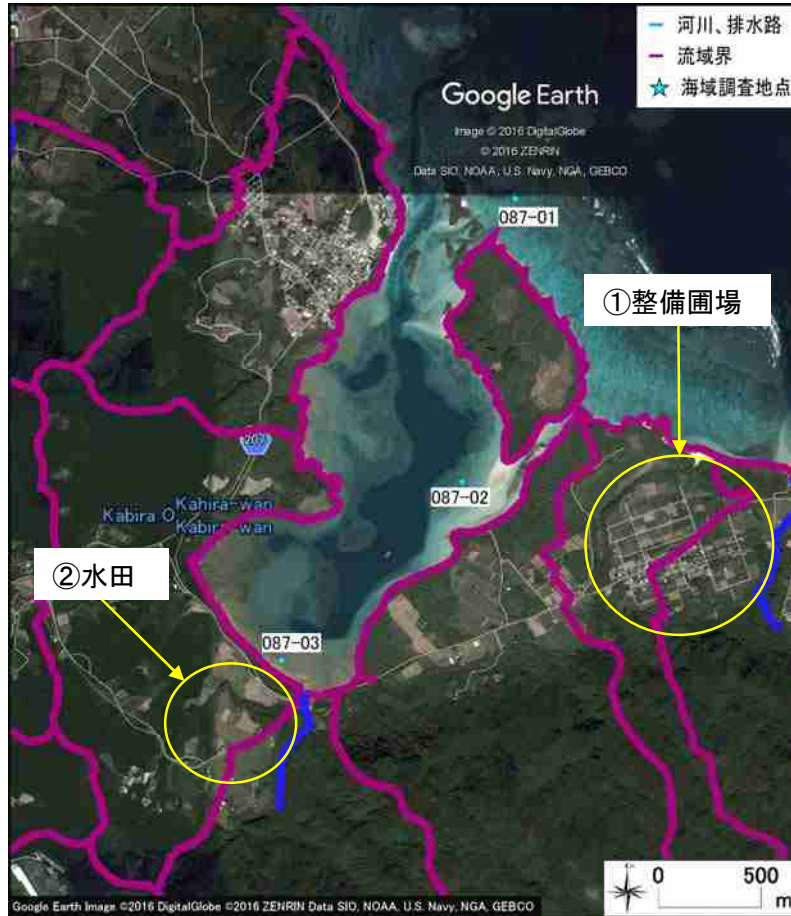 河川、排水路
流域界
海域調査地点
Google Earth
Image © 2016 DigitalGlobe
© 2016 ZENRIN
Data SIO, NOAA, U.S. Navy, NGA, GEBCO
087-01
①整備圃場
207
Kabira-wan
087-02
Kabira
Kabira-wan
②水田
087-03
0 500
m
Google Earth Image ©2016 DigitalGlobe ©2016 ZENRIN Data SIO, NOAA, U.S. Navy, NGA, GEBCO